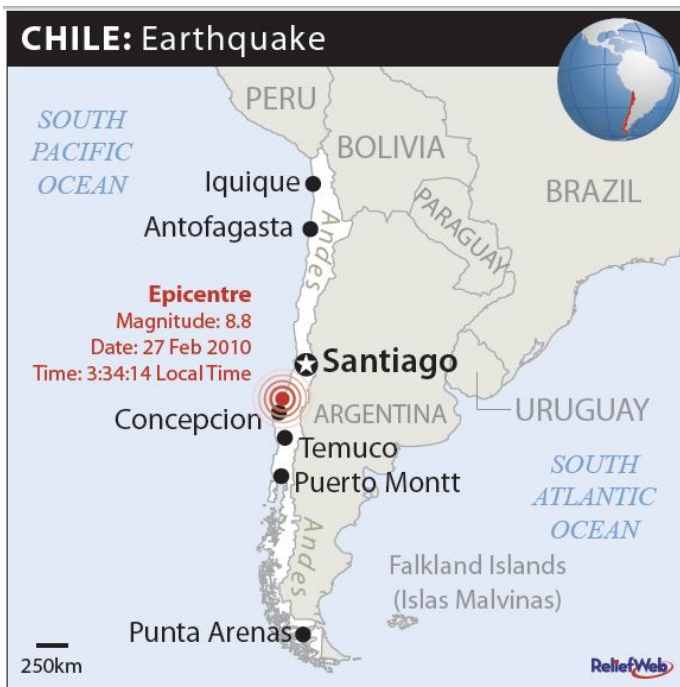 CHILE: Earthquake
PERU
SOUTH
PACIFIC
OCEAN
BOLIVIA
Iquique
BRAZIL
PARAGUAY
Antofagasta
Andes
Epicentre
Magnitude: 8.8
Date: 27 Feb 2010
Time: 3:34:14 Local Time
Santiago
Concepcion
ARGENTINA
URUGUAY
Temuco
Puerto Montt
SOUTH
ATLANTIC
OCEAN
Andes
Falkland Islands
(Islas Malvinas)
Punta Arenas
250km
ReliefWeb